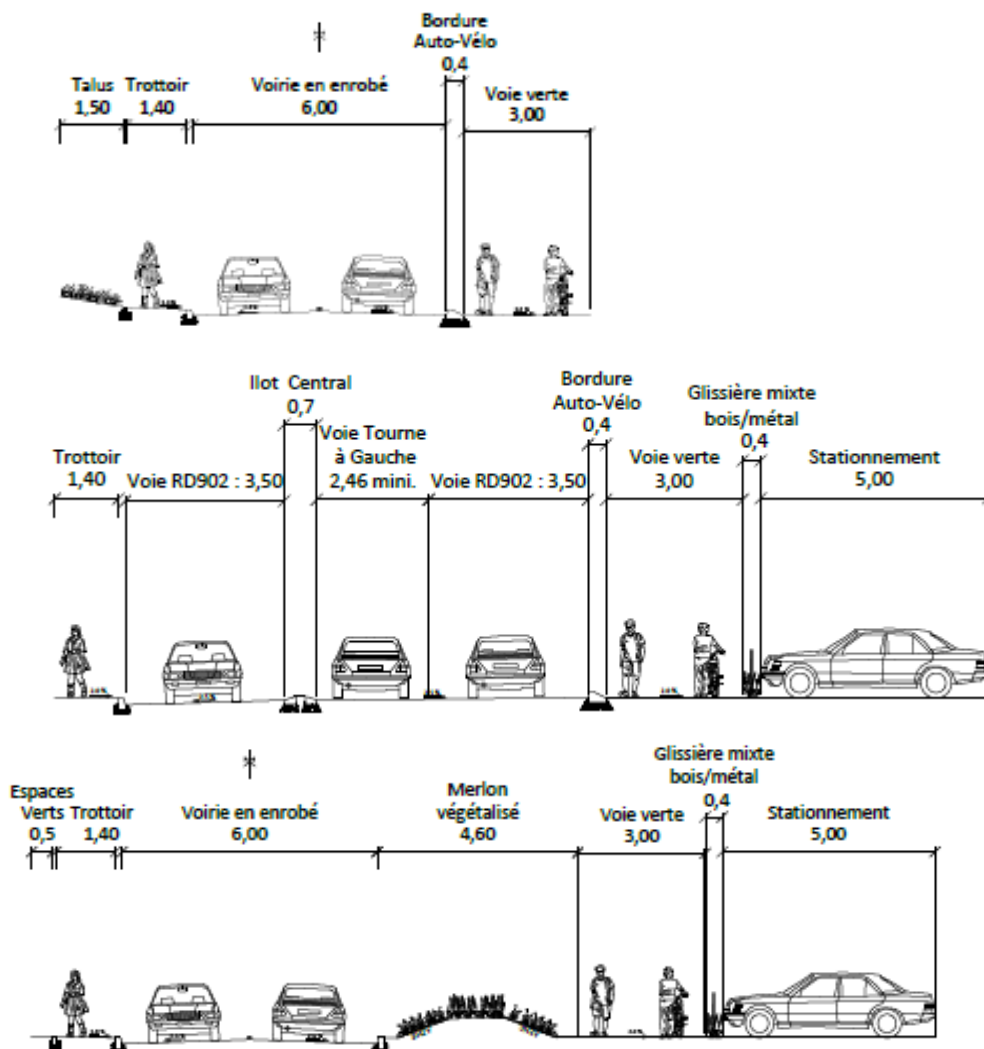 Bordure
Auto-Vélo
0,4
Talus
1,50
Trottoir
1,40
Voirie en enrobé
6,00
Voie verte
3,00
Ilot Central
0,7
Bordure
Auto-Vélo
0,4
Glissière mixte
bois/métal
0,4
Trottoir
1,40
Voie RD902 : 3,50
Voie Tourne
à Gauche
2,46 mini.
Voie RD902 : 3,50
Voie verte
3,00
Stationnement
5,00
Glissière mixte
bois/métal
0,4
Espaces
Verts
0,5
Trottoir
1,40
Voirie en enrobé
6,00
Merlon
végétalisé
4,60
Voie verte
3,00
Stationnement
5,00